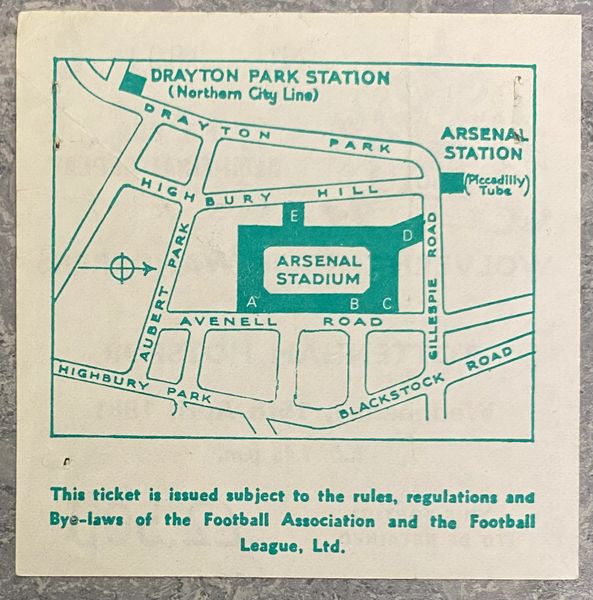 DRAYTON PARK STATION
(Northern City Line)
DRAYTON PARK
ARSENAL
STATION
(Piccadilly
Tube)
HIGHBURY HILL
E
D
ARSENAL
STADIUM
A
B
C
GILLESPIE ROAD
AUBERT PARK
AVENELL ROAD
HIGHBURY PARK
BLACKSTOCK ROAD
This ticket is issued subject to the rules, regulations and
Bye-laws of the Football Association and the Football
League, Ltd.